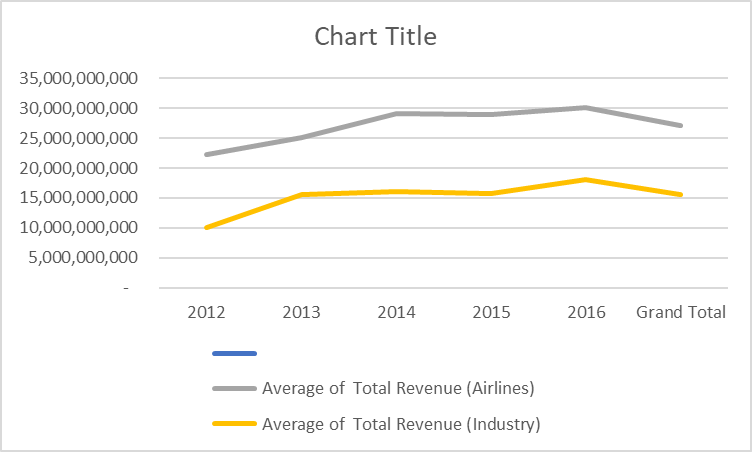 Chart Title
35,000,000,000
30,000,000,000
25,000,000,000
20,000,000,000
15,000,000,000
10,000,000,000
5,000,000,000
-
2012 2013 2014 2015 2016 Grand Total
Average of  Total Revenue (Airlines)
Average of  Total Revenue (Industry)